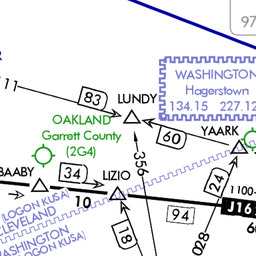 97
R
WASHINGTON
Hagerstown
134.15 227.12
11
83
LUNDY
OAKLAND
Garrett County
(2G4)
60
YAARK
356
BAABY
34
LIZIO
24
10
1100
J16
94
60
18
028
(LOGON KUSA)
CLEVELAND
WASHINGTON
(LOGON KUSA)